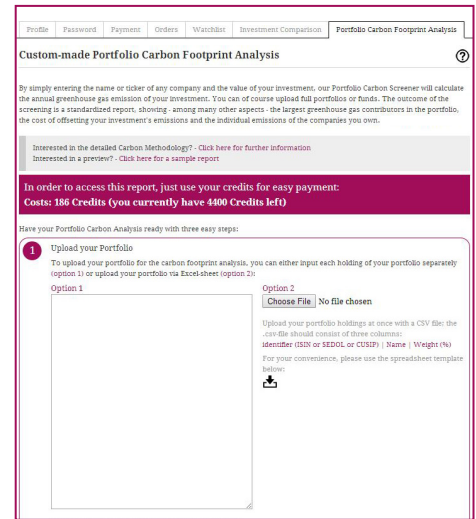 Profile Password Payment Orders Watchlist Investment Comparison Portfolio Carbon Footprint Analysis
Custom-made Portfolio Carbon Footprint Analysis ?
By simply entering the name or ticker of any company and the value of your investment, our Portfolio Carbon Screener will calculate
the annual greenhouse gas emission of your investment. You can of course upload full portfolios or funds. The outcome of the
screening is a standardized report, showing - among many other aspects - the largest greenhouse gas contributors in the portfolio,
the cost of offsetting your investment's emissions and the individual emissions of the companies you own.
Interested in the detailed Carbon Methodology? - Click here for further information
Interested in a preview? - Click here for a sample report
In order to access this report, just use your credits for easy payment:
Costs: 186 Credits (you currently have 4400 Credits left)
Have your Portfolio Carbon Analysis ready with three easy steps:
1 Upload your Portfolio
To upload your portfolio for the carbon footprint analysis, you can either input each holding of your portfolio separately
(option 1) or upload your portfolio via Excel-sheet (option 2):
Option 1
Option 2
Choose File No file chosen
Upload your portfolio holdings at once with a CSV file: the
.csv-file should consist of three columns:
identifier (ISIN or SEDOL or CUSIP) | Name | Weight (%)
For your convenience, please use the spreadsheet template
below: